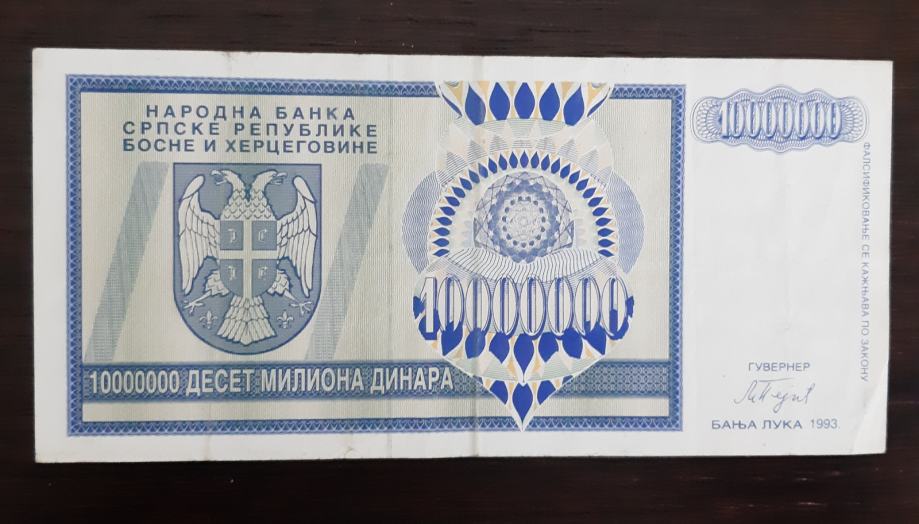 НАРОДНА БАНКА
СРПСКЕ РЕПУБЛИКЕ
БОСНЕ И ХЕРЦЕГОВИНЕ
10000000
10000000
10000000 ДЕСЕТ МИЛИОНА ДИНАРА
ФАЛСИФИКОВАЊЕ СЕ КАЖЊАВА ПО ЗАКОНУ
ГУВЕРНЕР
БАЊА ЛУКА 1993.